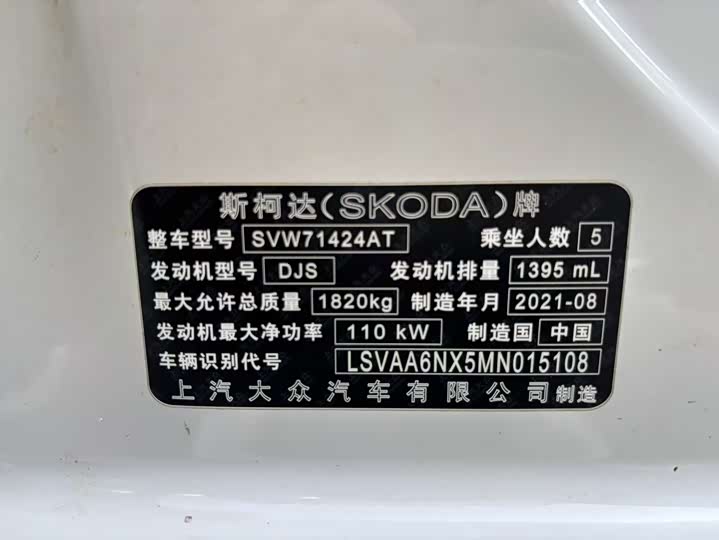 斯柯达(SKODA)牌
整车型号 SVW71424AT 乘坐人数 5
发动机型号 DJS 发动机排量 1395 mL
最大允许总质量 1820kg 制造年月 2021-08
发动机最大净功率 110 kW 制造国 中国
车辆识别代号 LSVAA6NX5MN015108
上汽大众汽车有限公司制造